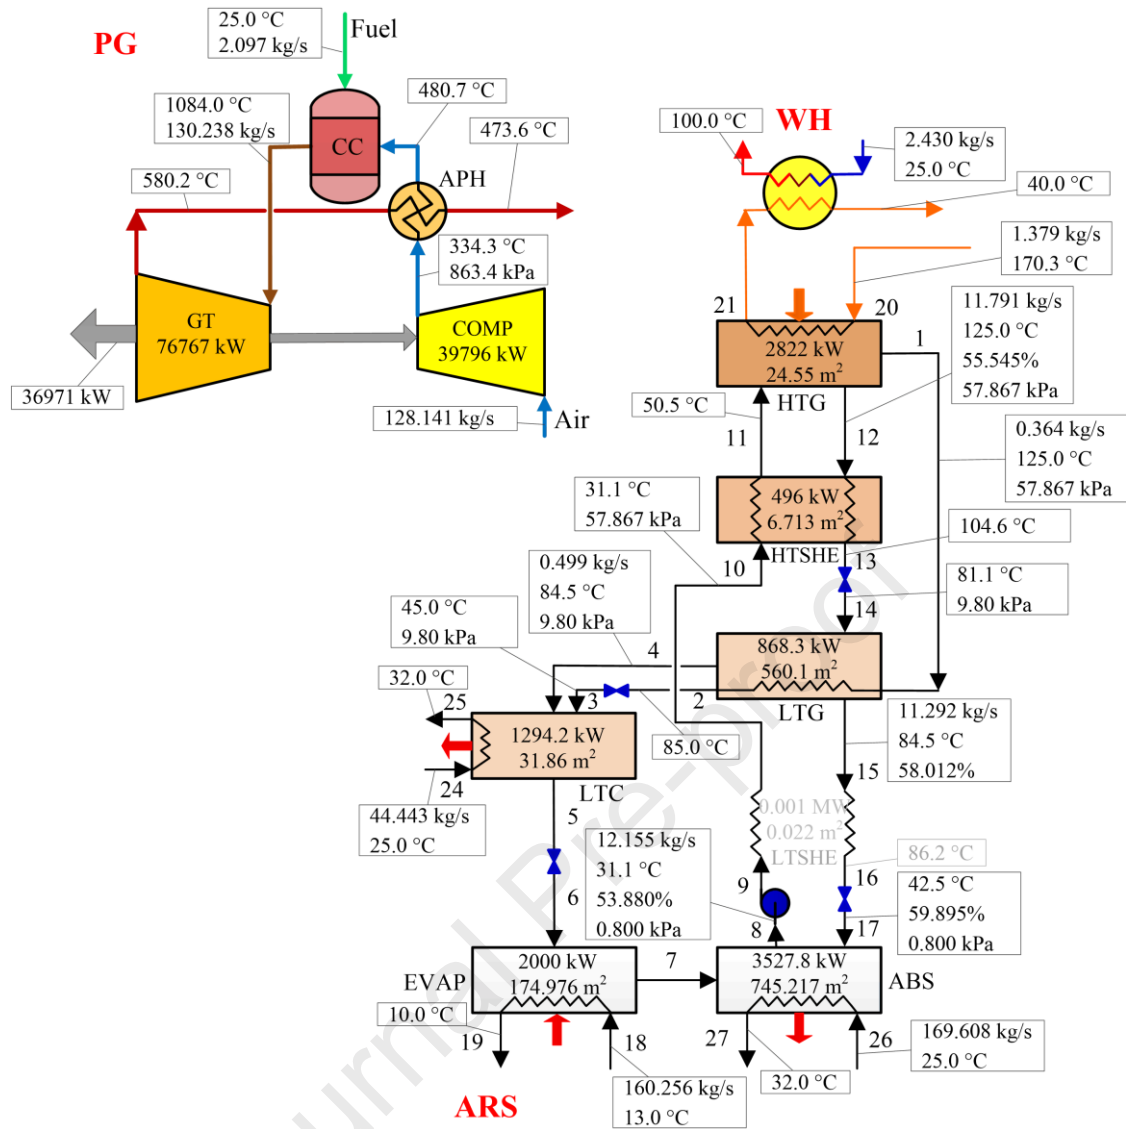 PG
25.0 °C
2.097 kg/s
Fuel
1084.0 °C
130.238 kg/s
480.7 °C
CC
473.6 °C
580.2 °C
APH
334.3 °C
863.4 kPa
GT
76767 kW
COMP
39796 kW
36971 kW
128.141 kg/s
Air
WH
100.0 °C
2.430 kg/s
25.0 °C
40.0 °C
1.379 kg/s
170.3 °C
21
20
1
2822 kW
24.55 m²
HTG
11.791 kg/s
125.0 °C
55.545%
57.867 kPa
50.5 °C
11
12
0.364 kg/s
125.0 °C
57.867 kPa
31.1 °C
57.867 kPa
496 kW
6.713 m²
HTSHE
104.6 °C
10
13
0.499 kg/s
84.5 °C
9.80 kPa
81.1 °C
9.80 kPa
14
45.0 °C
9.80 kPa
868.3 kW
560.1 m²
LTG
4
3
2
32.0 °C
25
1294.2 kW
31.86 m²
LTC
85.0 °C
11.292 kg/s
84.5 °C
58.012%
15
24
44.443 kg/s
25.0 °C
5
0.001 MW
0.022 m²
LTSHE
86.2 °C
12.155 kg/s
31.1 °C
53.880%
0.800 kPa
9
16
42.5 °C
59.895%
0.800 kPa
6
8
17
EVAP
2000 kW
174.976 m²
7
3527.8 kW
745.217 m²
ABS
10.0 °C
19
18
27
26
169.608 kg/s
25.0 °C
32.0 °C
160.256 kg/s
13.0 °C
ARS
Journal Pre-proof